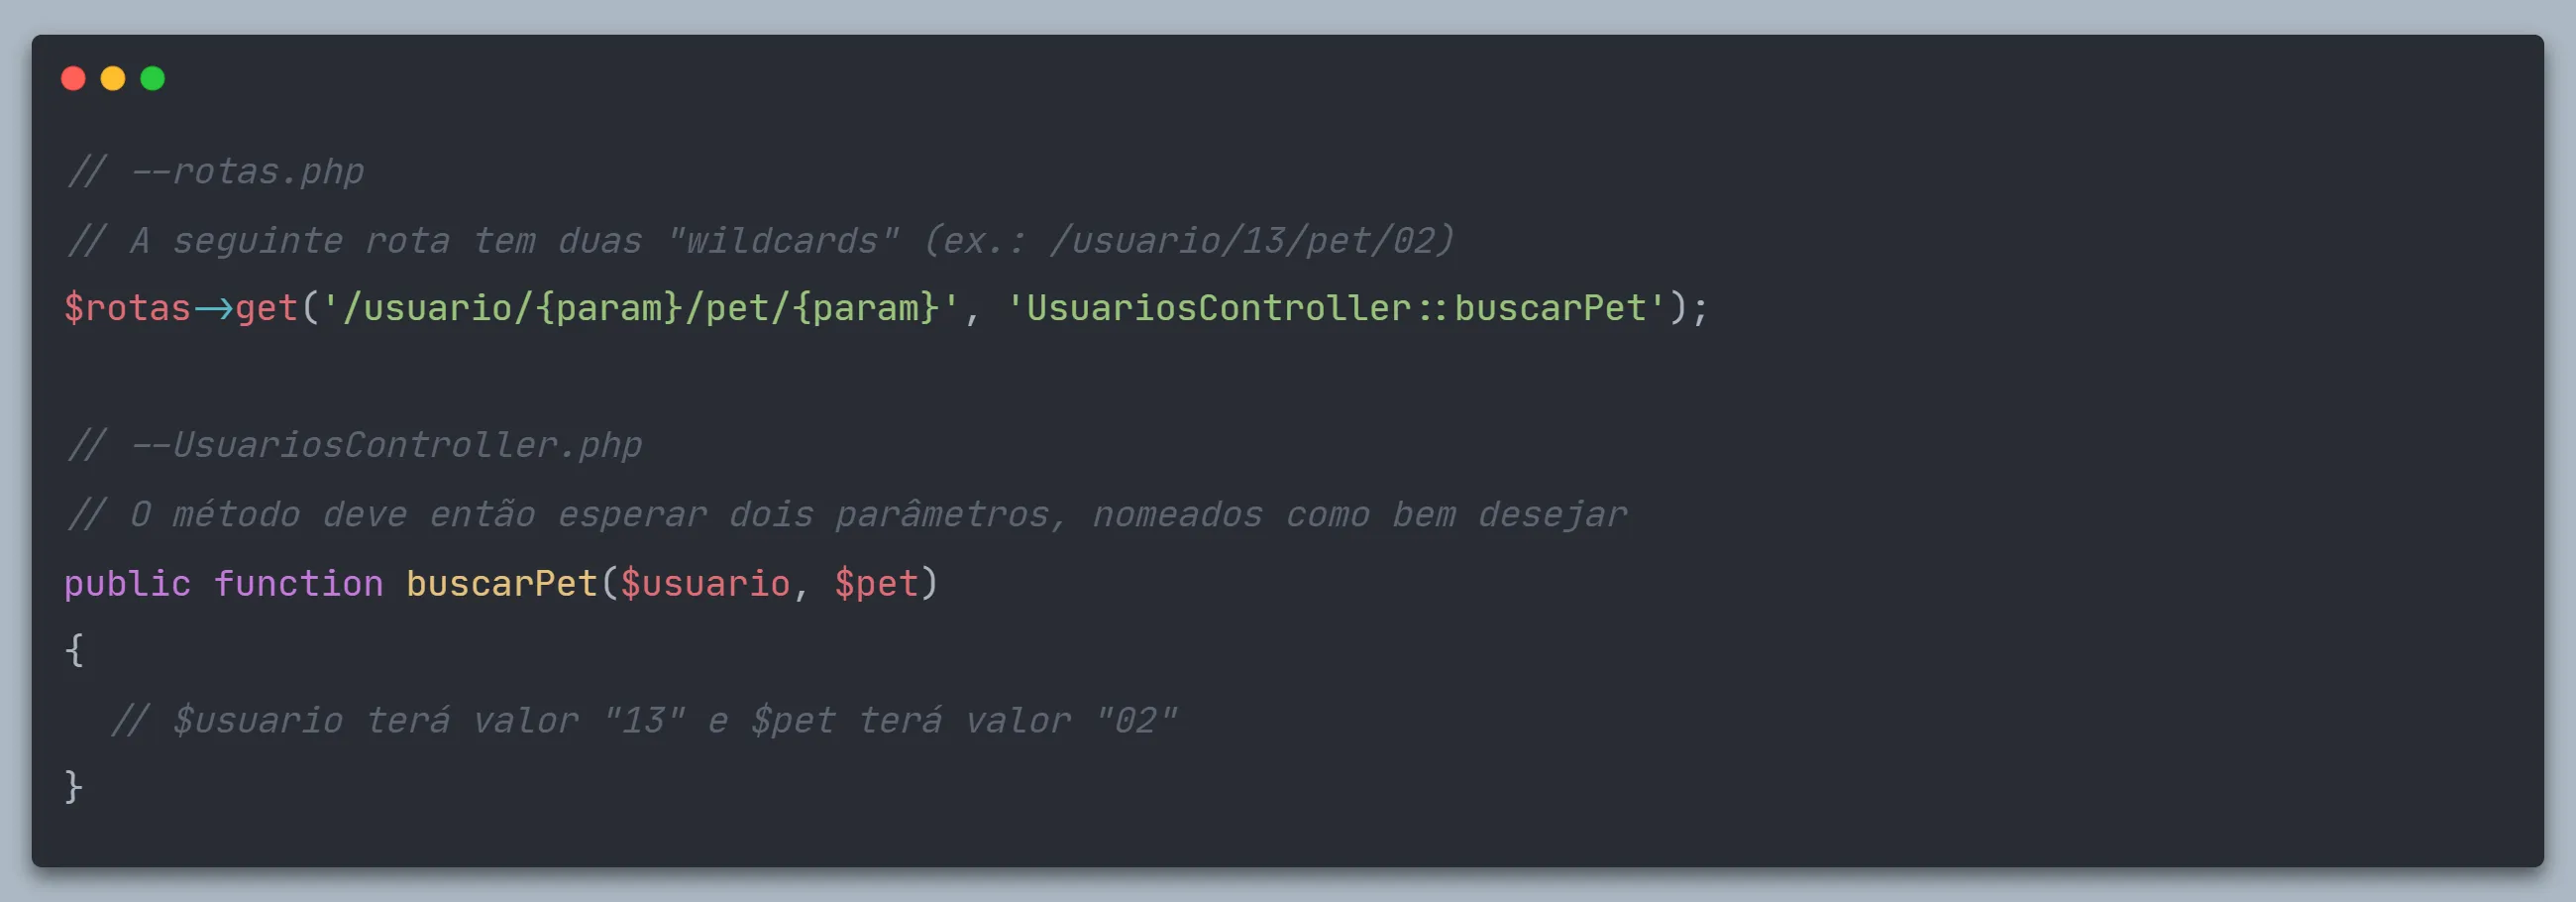 // --rotas.php
// A seguinte rota tem duas "wildcards" (ex.: /usuario/13/pet/02)
$rotas->get('/usuario/{param}/pet/{param}', 'UsuariosController::buscarPet');
// --UsuariosController.php
// O método deve então esperar dois parâmetros, nomeados como bem desejar
public function buscarPet($usuario, $pet)
{
// $usuario terá valor "13" e $pet terá valor "02"
}